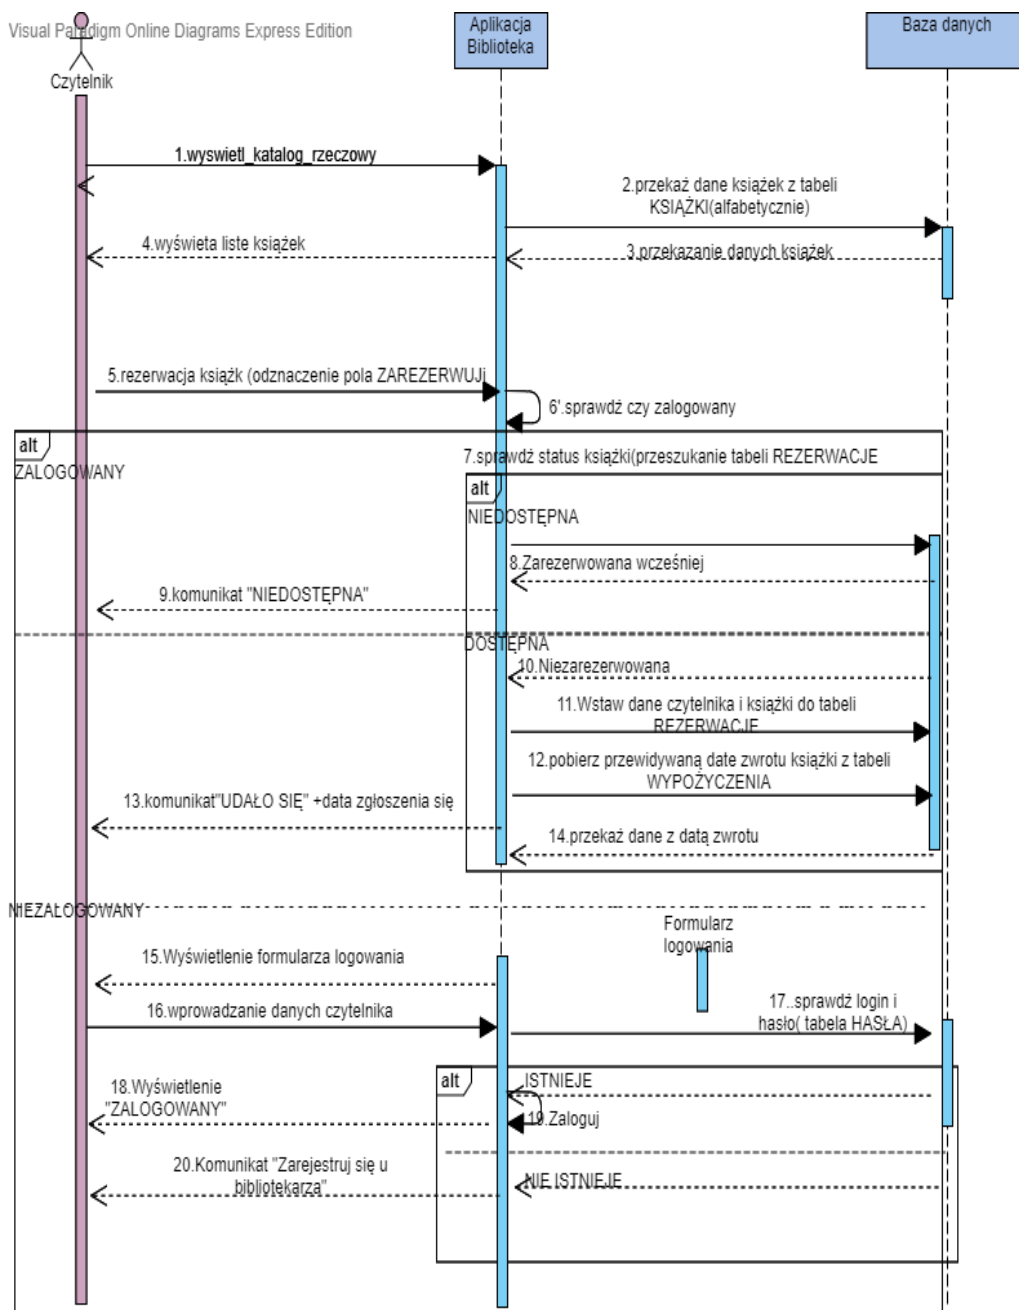 Visual Paradigm Online Diagrams Express Edition
Czytelnik
Aplikacja
Biblioteka
Baza danych
1.wyswietl_katalog_rzeczowy
2.przekaż dane książek z tabeli
KSIĄŻKI(alfabetycznie)
3.przekazanie danych książek
4.wyświeta liste książek
5.rezerwacja książk (odznaczenie pola ZAREZERWUJ)
6'.sprawdź czy zalogowany
alt
ZALOGOWANY
7.sprawdź status książki(przeszukanie tabeli REZERWACJE
alt
NIEDOSTĘPNA
8.Zarezerwowana wcześniej
9.komunikat "NIEDOSTĘPNA"
DOSTĘPNA
10.Niezarezerwowana
11.Wstaw dane czytelnika i książki do tabeli
REZERWACJE
12.pobierz przewidywaną date zwrotu książki z tabeli
WYPOŻYCZENIA
13.komunikat"UDAŁO SIĘ" +data zgłoszenia się
14.przekaż dane z datą zwrotu
NIEZALOGOWANY
Formularz
logowania
15.Wyświetlenie formularza logowania
16.wprowadzanie danych czytelnika
17..sprawdź login i
hasło( tabela HASŁA)
alt
ISTNIEJE
18.Wyświetlenie
"ZALOGOWANY"
19.Zaloguj
20.Komunikat "Zarejestruj się u
bibliotekarza"
NIE ISTNIEJE